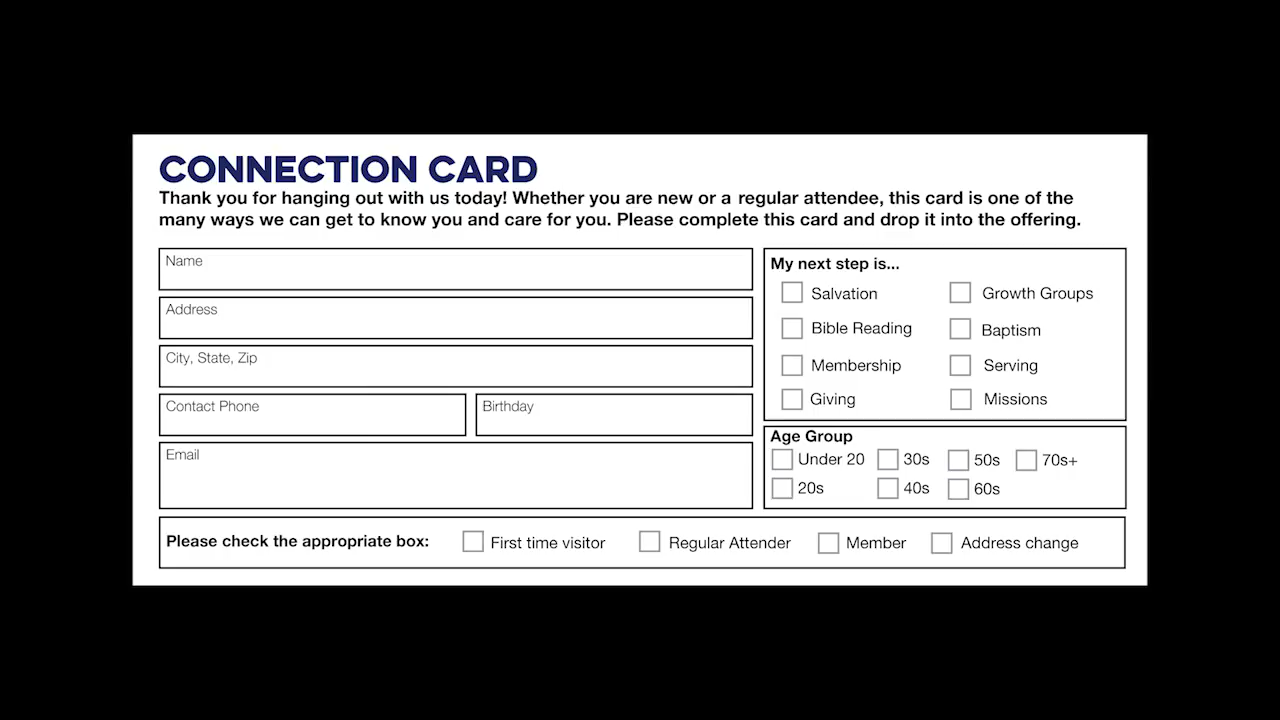 CONNECTION CARD
Thank you for hanging out with us today! Whether you are new or a regular attendee, this card is one of the
many ways we can get to know you and care for you. Please complete this card and drop it into the offering.
Name
Address
City, State, Zip
Contact Phone
Birthday
Email
My next step is...
Salvation
Growth Groups
Bible Reading
Baptism
Membership
Serving
Giving
Missions
Age Group
Under 20
30s
50s
70s+
20s
40s
60s
Please check the appropriate box:
First time visitor
Regular Attender
Member
Address change